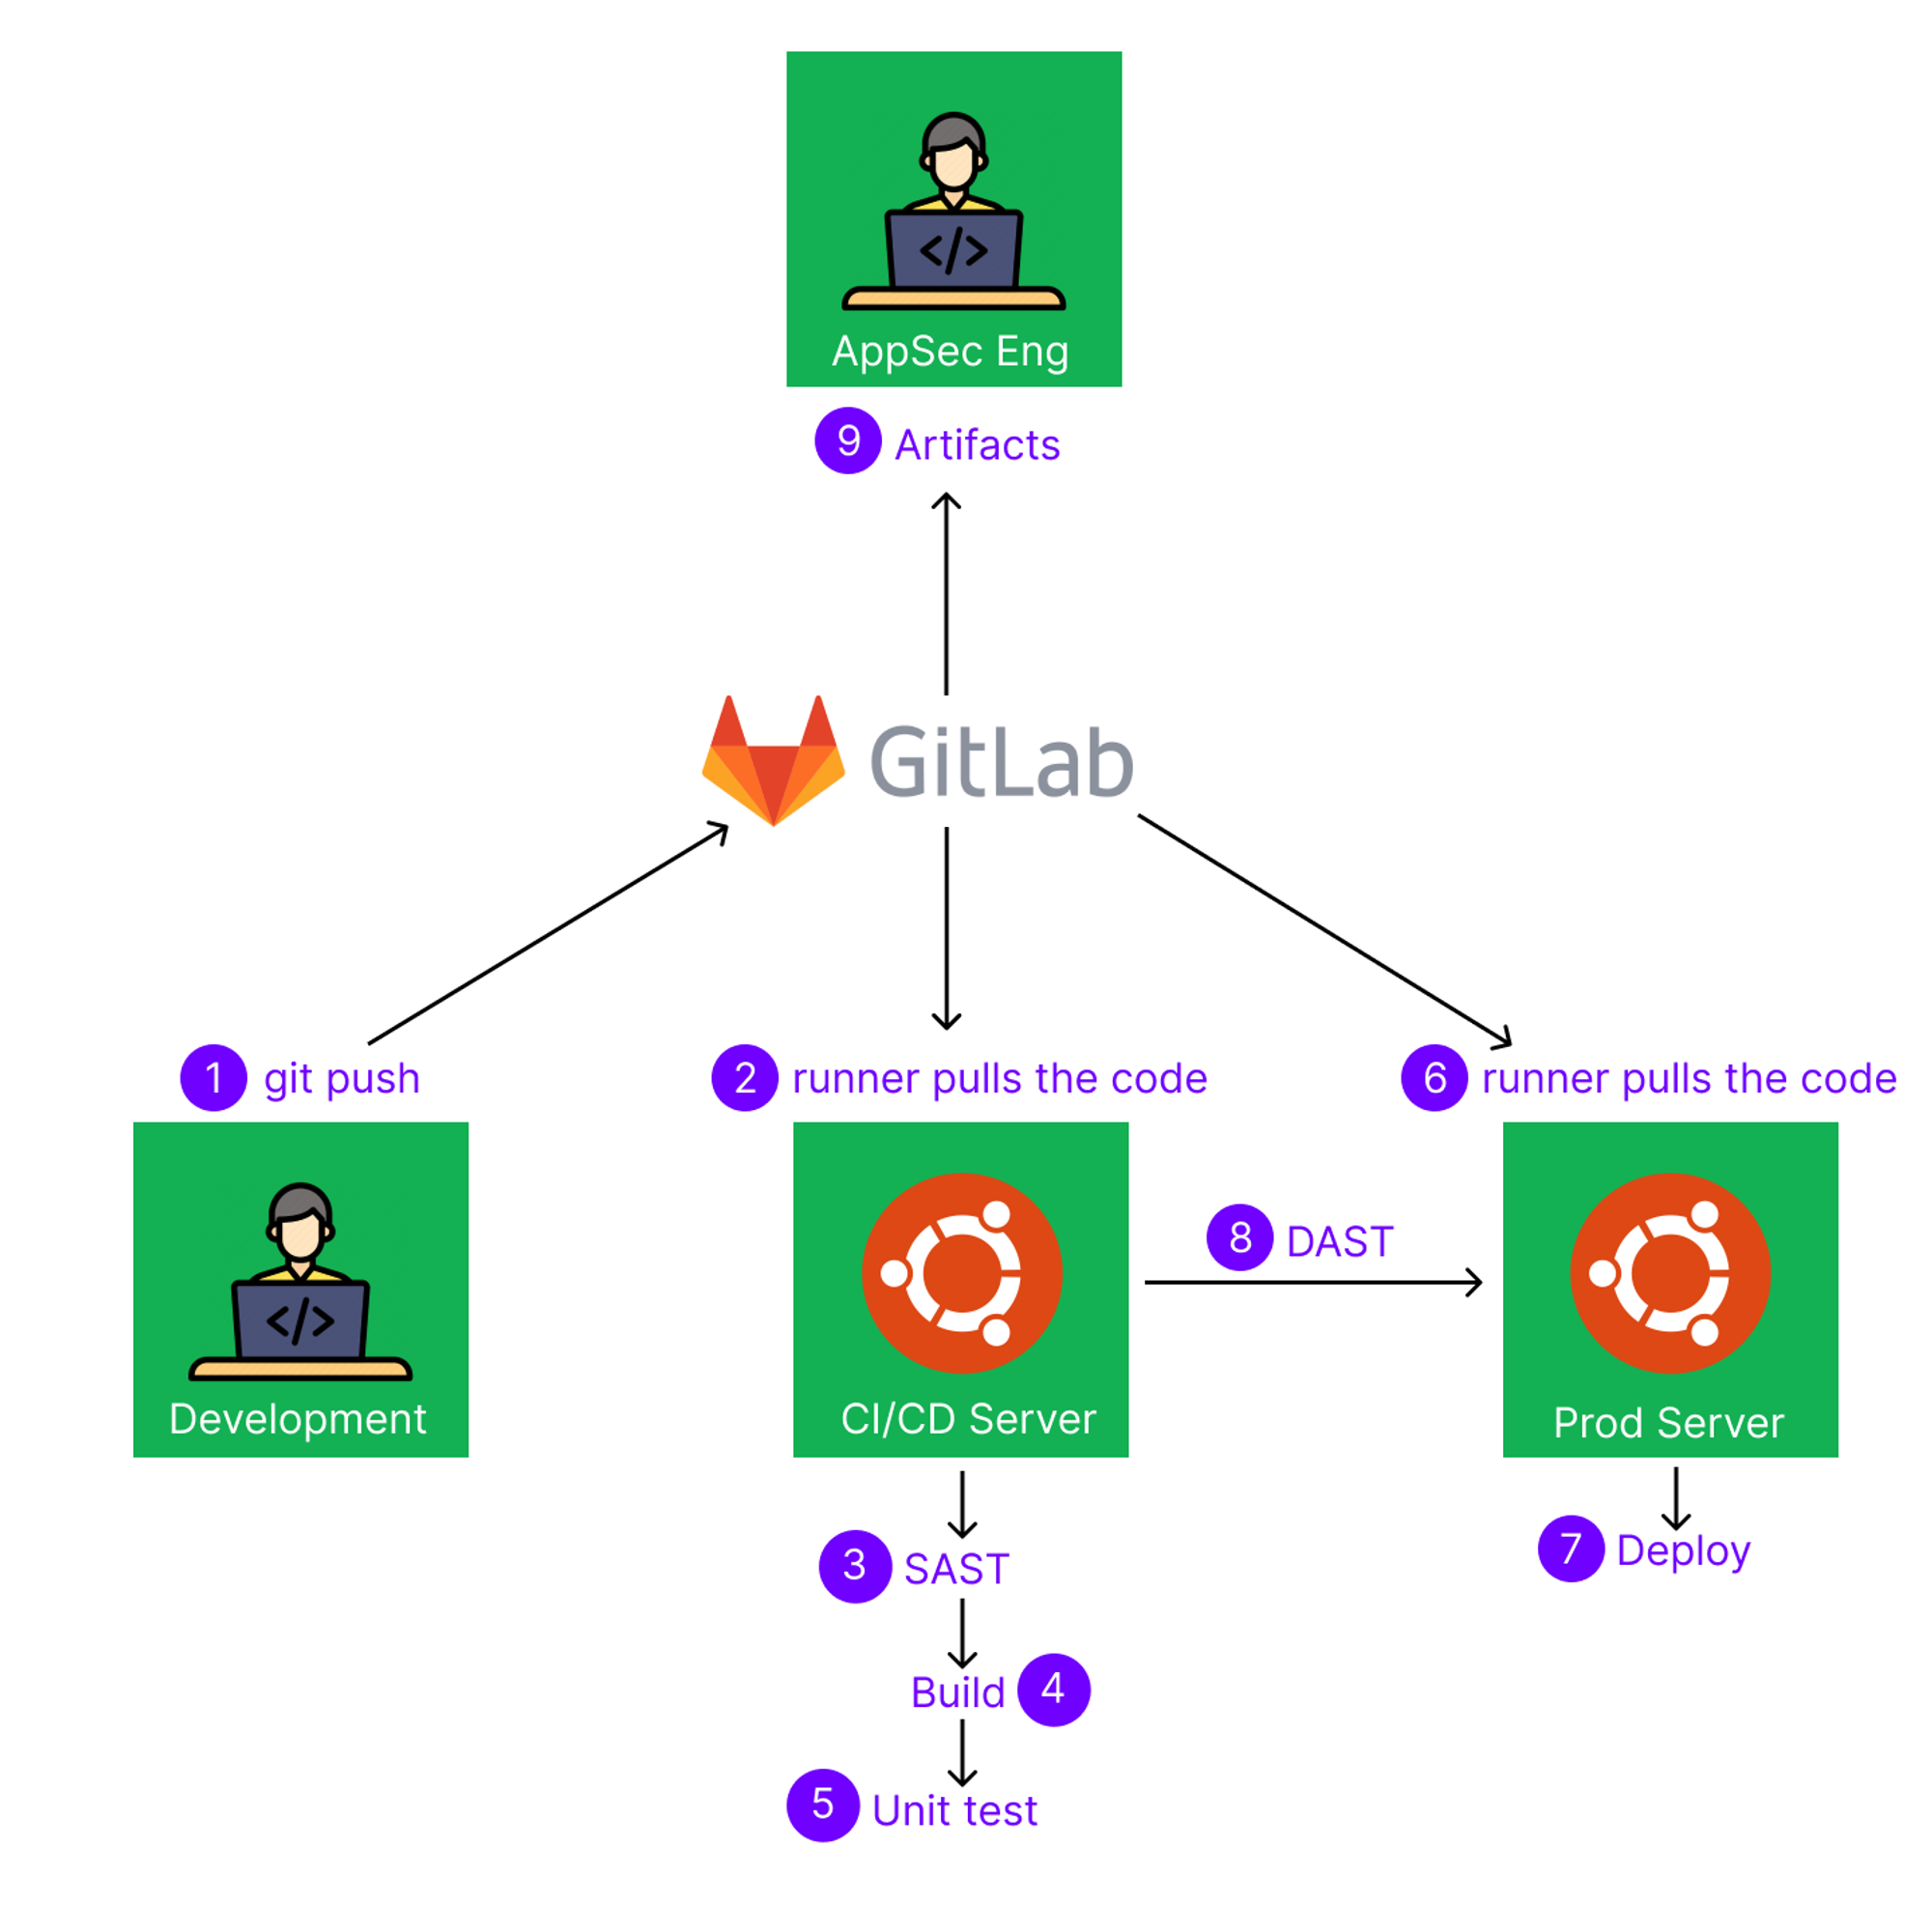 </>
AppSec Eng
9 Artifacts
GitLab
1 git push
2 runner pulls the code
6 runner pulls the code
</>
Development
CI/CD Server
8 DAST
Prod Server
3 SAST
7 Deploy
Build 4
5 Unit test